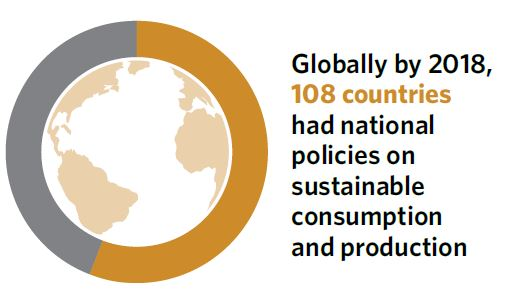 Globally by 2018,
108 countries
had national
policies on
sustainable
consumption
and production